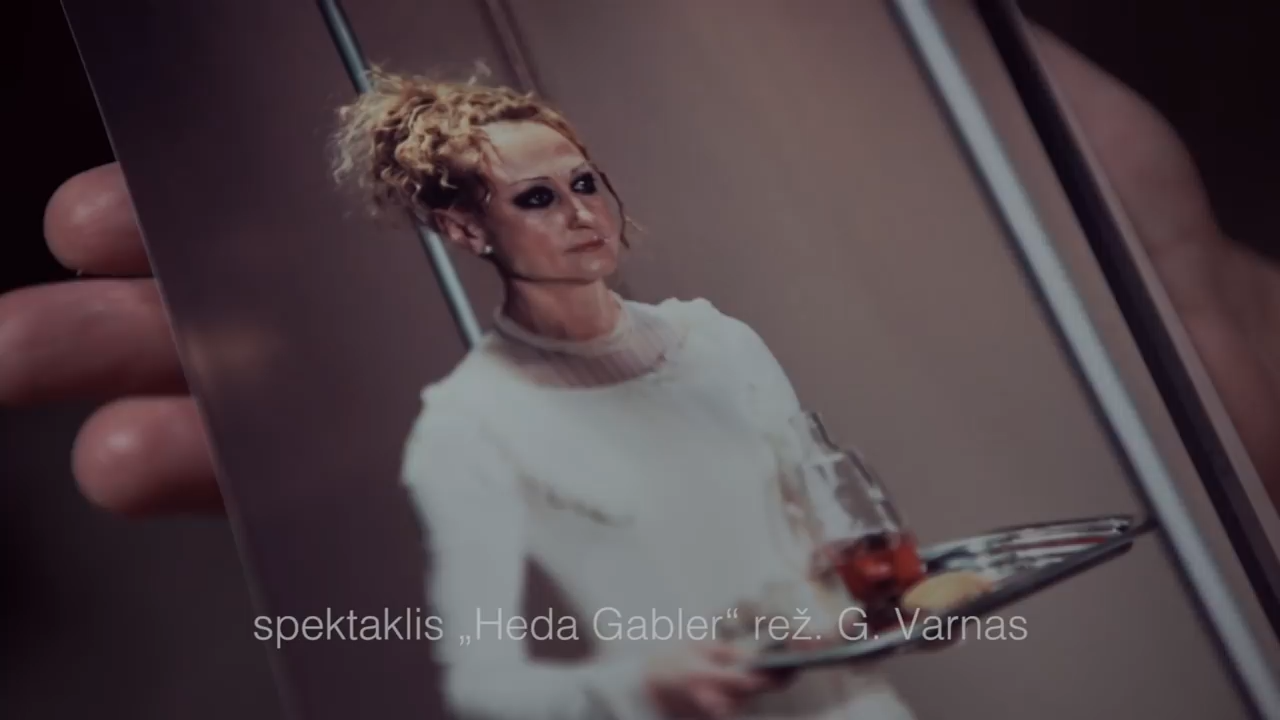 spektaklis „Heda Gabler“ rež. G. Varnas